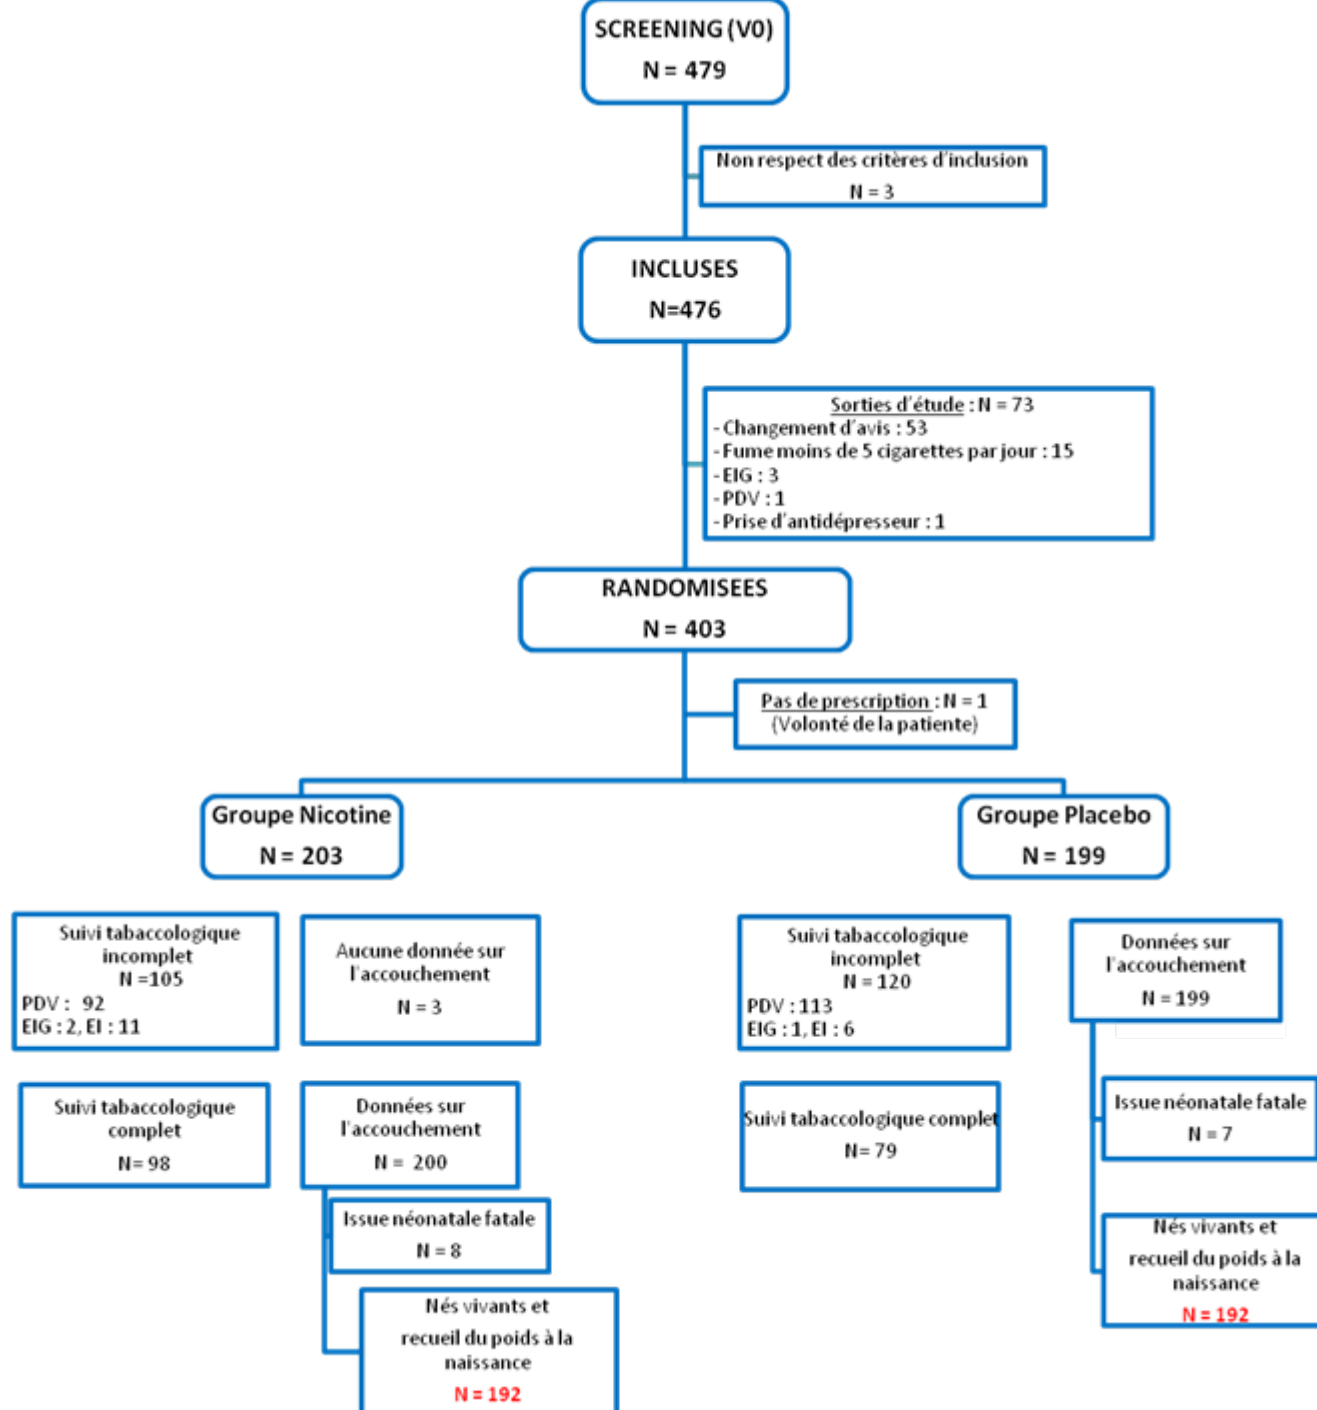 SCREENING (V0)
N = 479
Non respect des critères d'inclusion
N = 3
INCLUSES
N=476
Sorties d'étude : N = 73
- Changement d'avis : 53
- Fume moins de 5 cigarettes par jour : 15
- EIG : 3
- PDV : 1
- Prise d'antidépresseur : 1
RANDOMISEES
N = 403
Pas de prescription : N = 1
(Volonté de la patiente)
Groupe Nicotine
N = 203
Groupe Placebo
N = 199
Suivi tabaccologique
incomplet
N =105
PDV : 92
EIG : 2, EI : 11
Aucune donnée sur
l'accouchement
N = 3
Suivi tabaccologique
incomplet
N = 120
PDV : 113
EIG : 1, EI : 6
Données sur
l'accouchement
N = 199
Suivi tabaccologique
complet
N= 98
Données sur
l'accouchement
N = 200
Suivi tabaccologique complet
N= 79
Issue néonatale fatale
N = 7
Issue néonatale fatale
N = 8
Nés vivants et
recueil du poids à la
naissance
N = 192
Nés vivants et
recueil du poids à la
naissance
N = 192